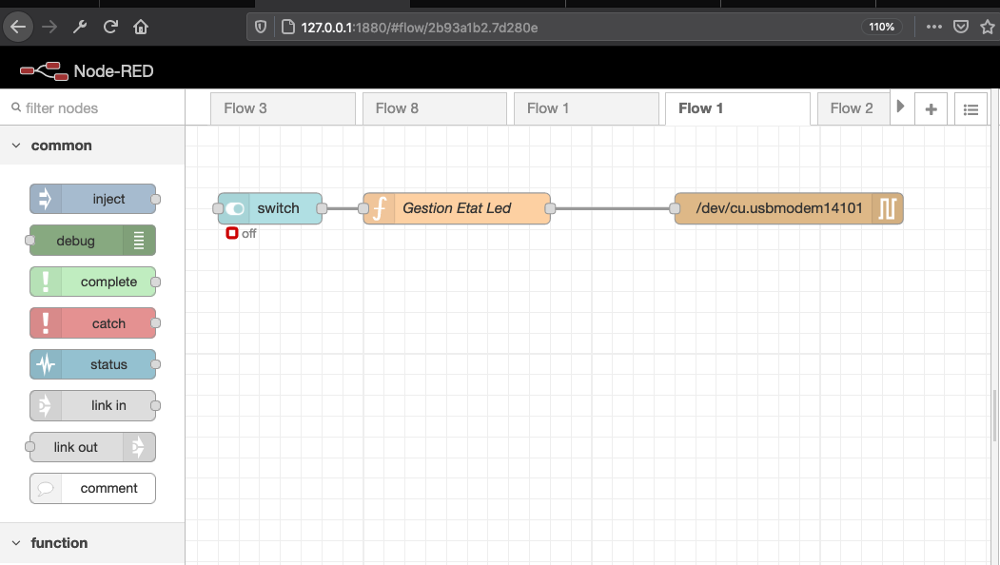 127.0.0.1:1880/#flow/2b93a1b2.7d280e
110%
Node-RED
filter nodes
Flow 3
Flow 8
Flow 1
Flow 1
Flow 2
common
inject
debug
complete
catch
status
link in
link out
comment
function
switch
off
Gestion Etat Led
/dev/cu.usbmodem14101